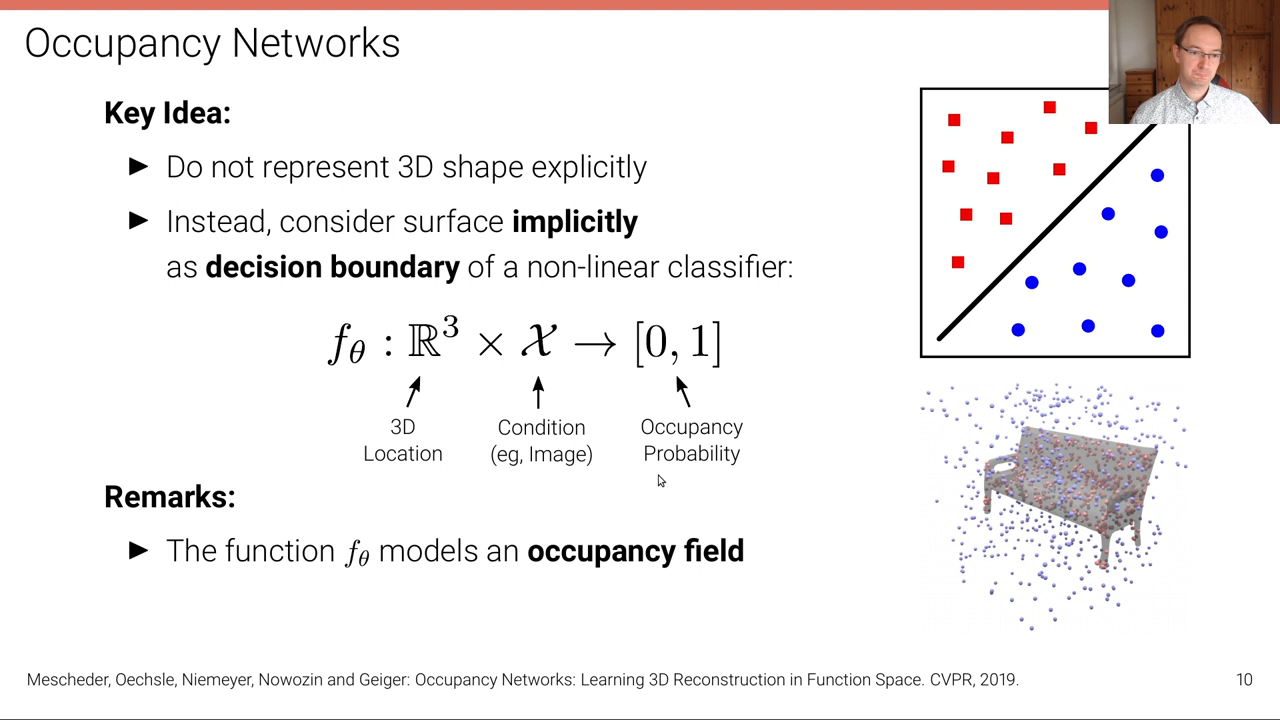 Occupancy Networks
Key Idea:
► Do not represent 3D shape explicitly
► Instead, consider surface implicitly
as decision boundary of a non-linear classifier:
f_θ : ℝ³ × 𝒳 → [0, 1]
3D Location
Condition (eg, Image)
Occupancy Probability
Remarks:
► The function f_θ models an occupancy field
Mescheder, Oechsle, Niemeyer, Nowozin and Geiger: Occupancy Networks: Learning 3D Reconstruction in Function Space. CVPR, 2019.
10